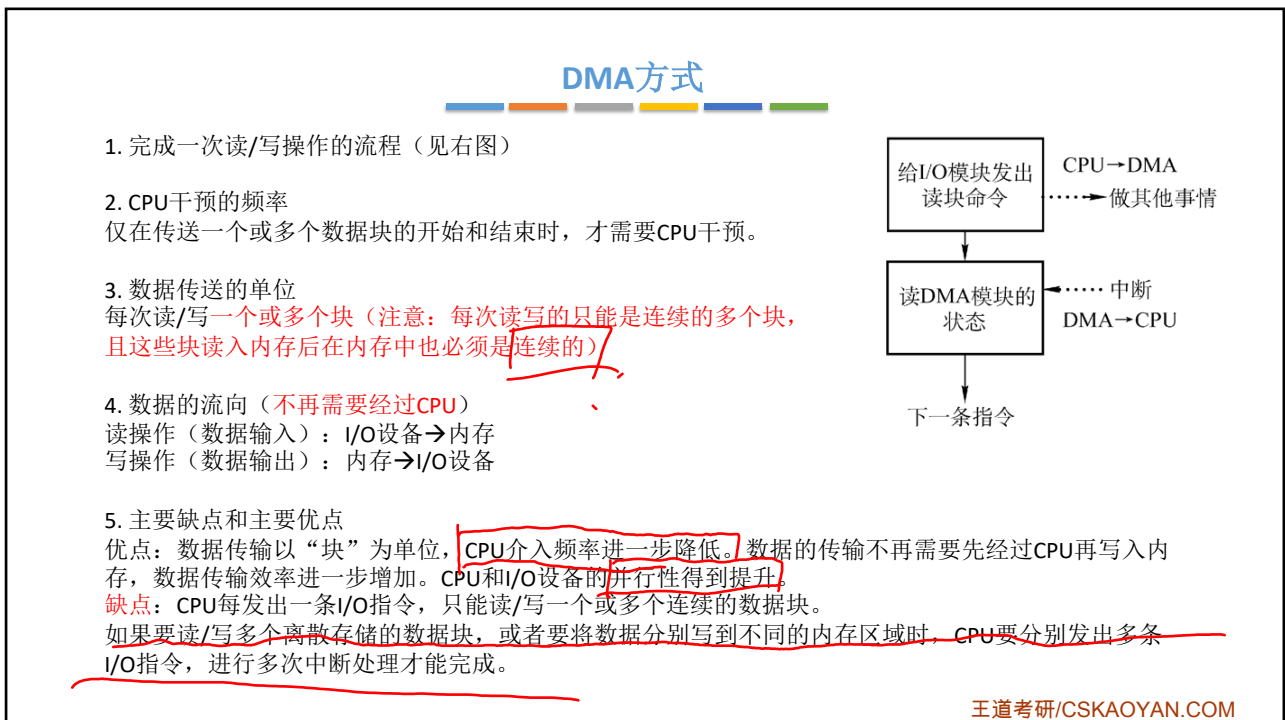 DMA方式
1. 完成一次读/写操作的流程（见右图）
2. CPU干预的频率
仅在传送一个或多个数据块的开始和结束时，才需要CPU干预。
3. 数据传送的单位
每次读/写一个或多个块（注意：每次读写的只能是连续的多个块，
且这些块读入内存后在内存中也必须是连续的）
4. 数据的流向（不再需要经过CPU）
读操作（数据输入）：I/O设备→内存
写操作（数据输出）：内存→I/O设备
5. 主要缺点和主要优点
优点：数据传输以“块”为单位，CPU介入频率进一步降低。数据的传输不再需要先经过CPU再写入内
存，数据传输效率进一步增加。CPU和I/O设备的并行性得到提升。
缺点：CPU每发出一条I/O指令，只能读/写一个或多个连续的数据块。
如果要读/写多个离散存储的数据块，或者要将数据分别写到不同的内存区域时，CPU要分别发出多条
I/O指令，进行多次中断处理才能完成。
给I/O模块发出
读块命令
CPU→DMA
做其他事情
读DMA模块的
状态
中断
DMA→CPU
下一条指令
王道考研/CSKAOYAN.COM